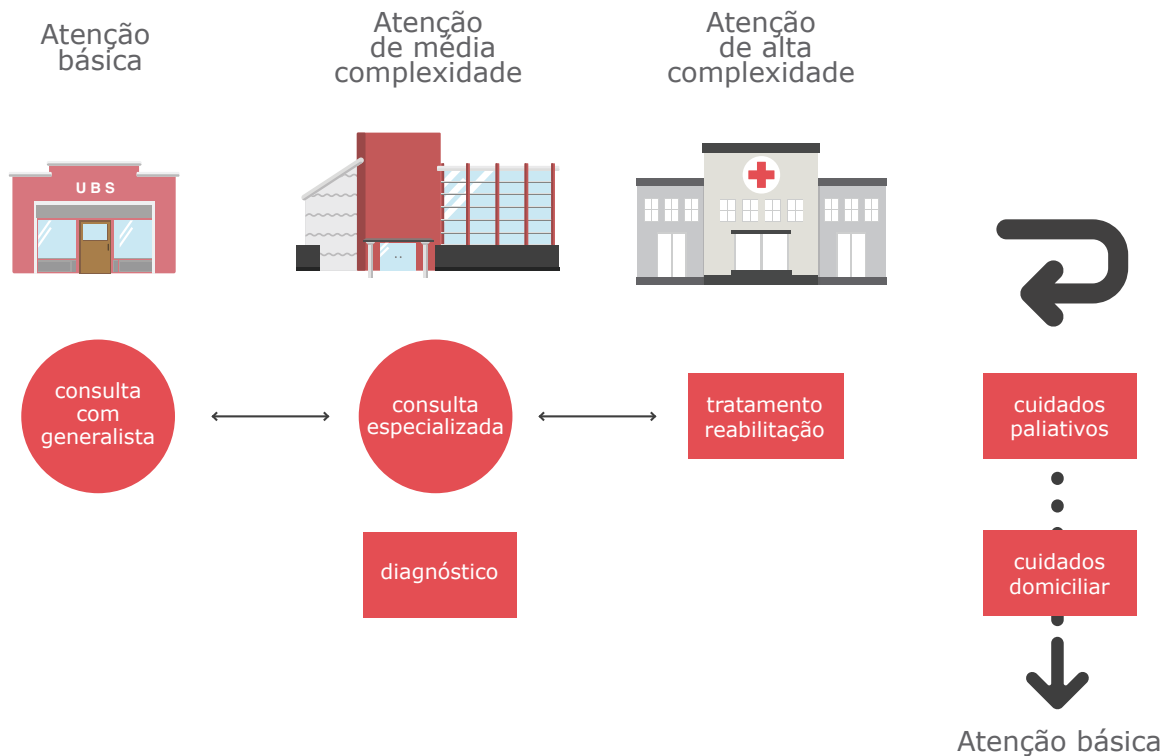 Atenção
básica
Atenção
de média
complexidade
Atenção
de alta
complexidade
UBS
consulta
com
generalista
consulta
especializada
tratamento
reabilitação
cuidados
paliativos
diagnóstico
cuidados
domiciliar
Atenção básica